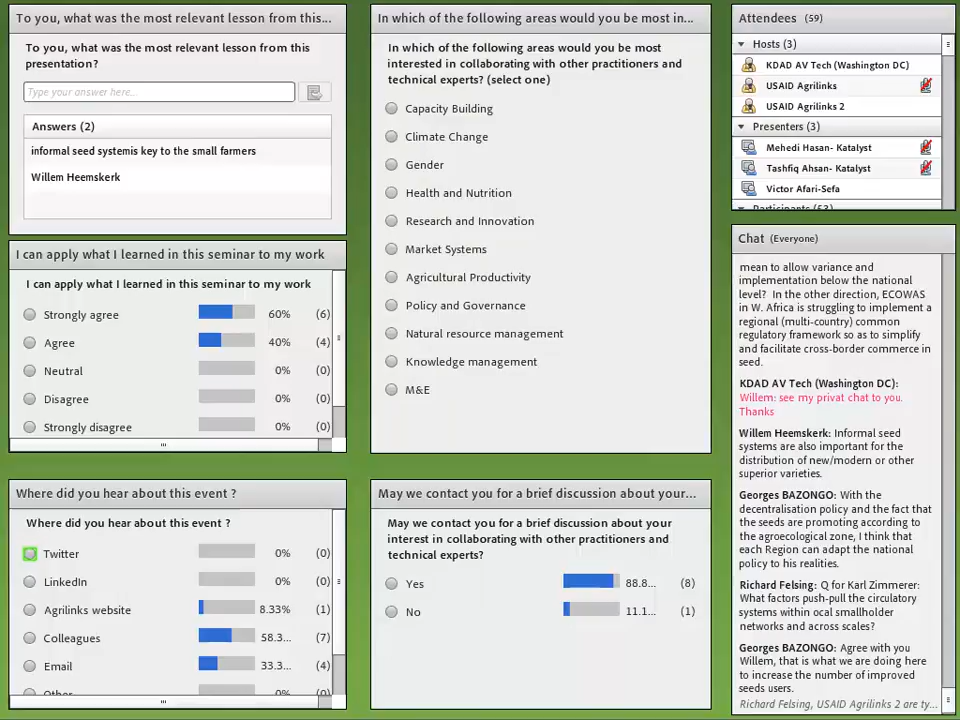 To you, what was the most relevant lesson from this...
To you, what was the most relevant lesson from this
presentation?
Type your answer here...
Answers (2)
informal seed systemis key to the small farmers
Willem Heemskerk
I can apply what I learned in this seminar to my work
I can apply what I learned in this seminar to my work
Strongly agree 60% (6)
Agree 40% (4)
Neutral 0% (0)
Disagree 0% (0)
Strongly disagree 0% (0)
Where did you hear about this event ?
Where did you hear about this event ?
Twitter 0% (0)
LinkedIn 0% (0)
Agrilinks website 8.33% (1)
Colleagues 58.3... (7)
Email 33.3... (4)
Other 0% (0)
In which of the following areas would you be most in...
In which of the following areas would you be most
interested in collaborating with other practitioners and
technical experts? (select one)
Capacity Building
Climate Change
Gender
Health and Nutrition
Research and Innovation
Market Systems
Agricultural Productivity
Policy and Governance
Natural resource management
Knowledge management
M&E
May we contact you for a brief discussion about your...
May we contact you for a brief discussion about your
interest in collaborating with other practitioners and
technical experts?
Yes 88.8... (8)
No 11.1... (1)
Attendees (59)
Hosts (3)
KDAD AV Tech (Washington DC)
USAID Agrilinks
USAID Agrilinks 2
Presenters (3)
Mehedi Hasan- Katalyst
Tashfiq Ahsan- Katalyst
Victor Afari-Sefa
Participants (53)
Chat (Everyone)
mean to allow variance and
implementation below the national
level? In the other direction, ECOWAS
in W. Africa is struggling to implement a
regional (multi-country) common
regulatory framework so as to simplify
and facilitate cross-border commerce in
seed.
KDAD AV Tech (Washington DC):
Willem: see my privat chat to you.
Thanks
Willem Heemskerk: Informal seed
systems are also important for the
distribution of new/modern or other
superior varieties.
Georges BAZONGO: With the
decentralisation policy and the fact that
the seeds are promoting according to
the agroecological zone, I think that
each Region can adapt the national
policy to his realities.
Richard Felsing: Q for Karl Zimmerer:
What factors push-pull the circulatory
systems within ocal smallholder
networks and across scales?
Georges BAZONGO: Agree with you
Willem, that is what we are doing here
to increase the number of improved
seeds users.
Richard Felsing, USAID Agrilinks 2 are ty...